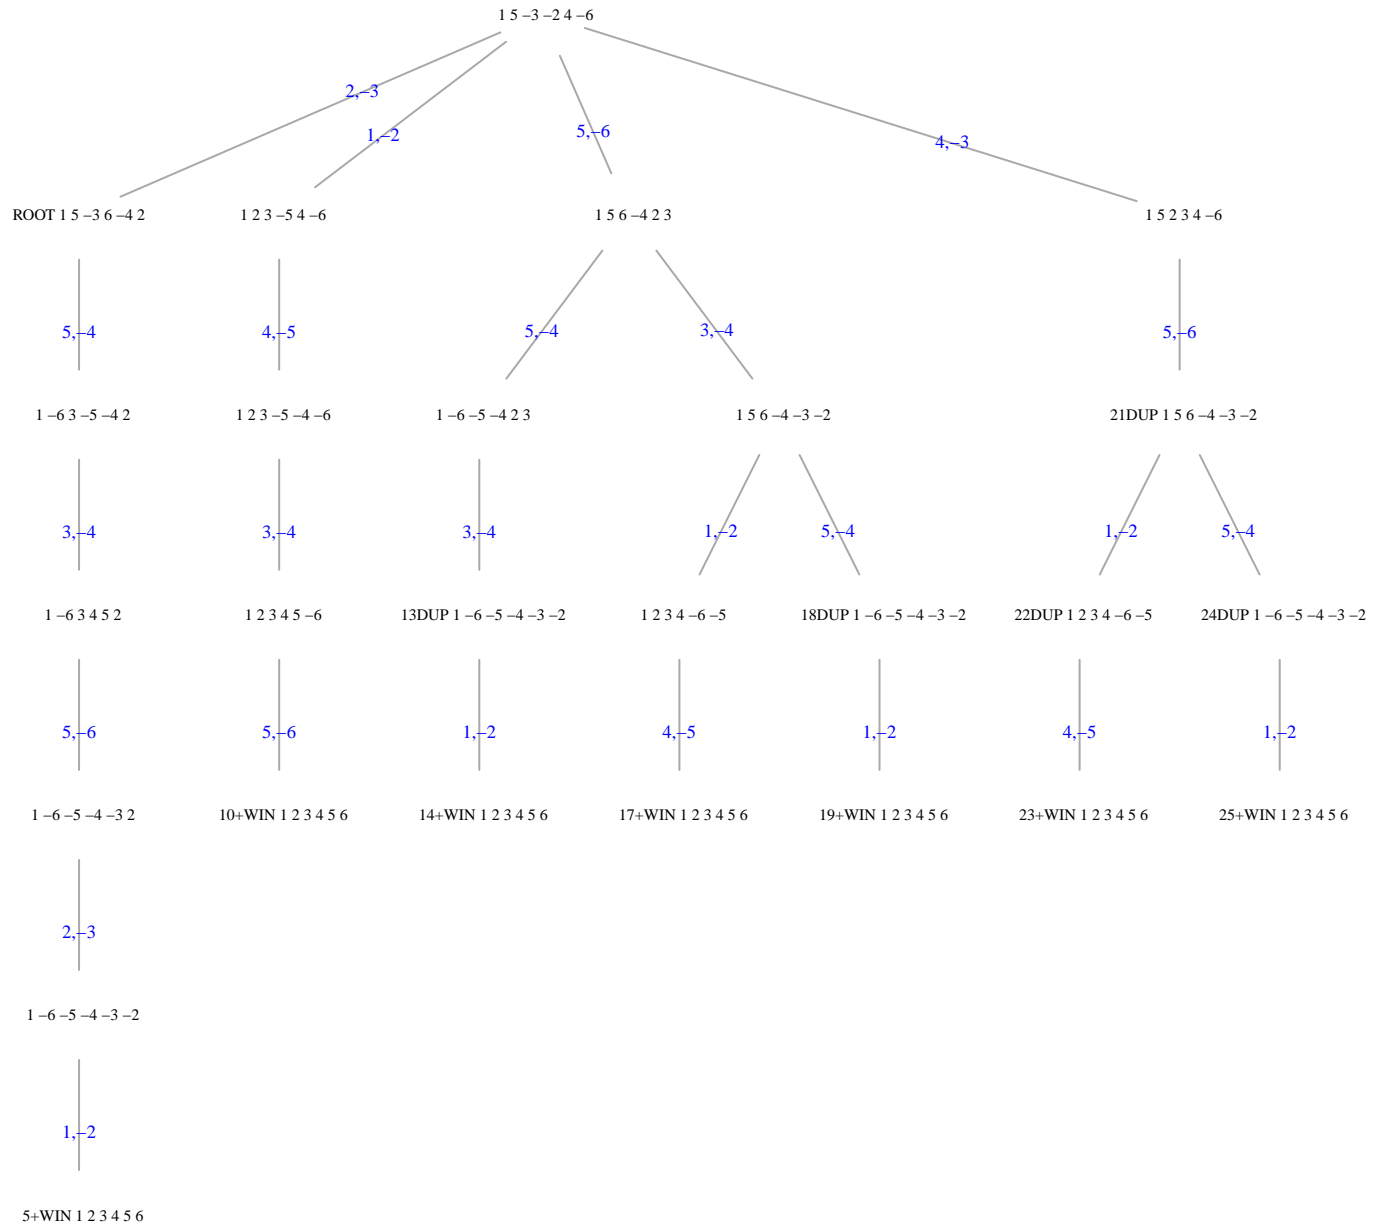 1 5 –3 –2 4 –6
2,–3
1,–2
5,–6
4,–3
ROOT 1 5 –3 6 –4 2
1 2 3 –5 4 –6
1 5 6 –4 2 3
1 5 2 3 4 –6
5,–4
4,–5
5,–4
3,–4
5,–6
1 –6 3 –5 –4 2
1 2 3 –5 –4 –6
1 –6 –5 –4 2 3
1 5 6 –4 –3 –2
21DUP 1 5 6 –4 –3 –2
3,–4
3,–4
3,–4
1,–2
5,–4
1,–2
5,–4
1 –6 3 4 5 2
1 2 3 4 5 –6
13DUP 1 –6 –5 –4 –3 –2
1 2 3 4 –6 –5
18DUP 1 –6 –5 –4 –3 –2
22DUP 1 2 3 4 –6 –5
24DUP 1 –6 –5 –4 –3 –2
5,–6
5,–6
1,–2
4,–5
1,–2
4,–5
1,–2
1 –6 –5 –4 –3 2
10+WIN 1 2 3 4 5 6
14+WIN 1 2 3 4 5 6
17+WIN 1 2 3 4 5 6
19+WIN 1 2 3 4 5 6
23+WIN 1 2 3 4 5 6
25+WIN 1 2 3 4 5 6
2,–3
1 –6 –5 –4 –3 –2
1,–2
5+WIN 1 2 3 4 5 6